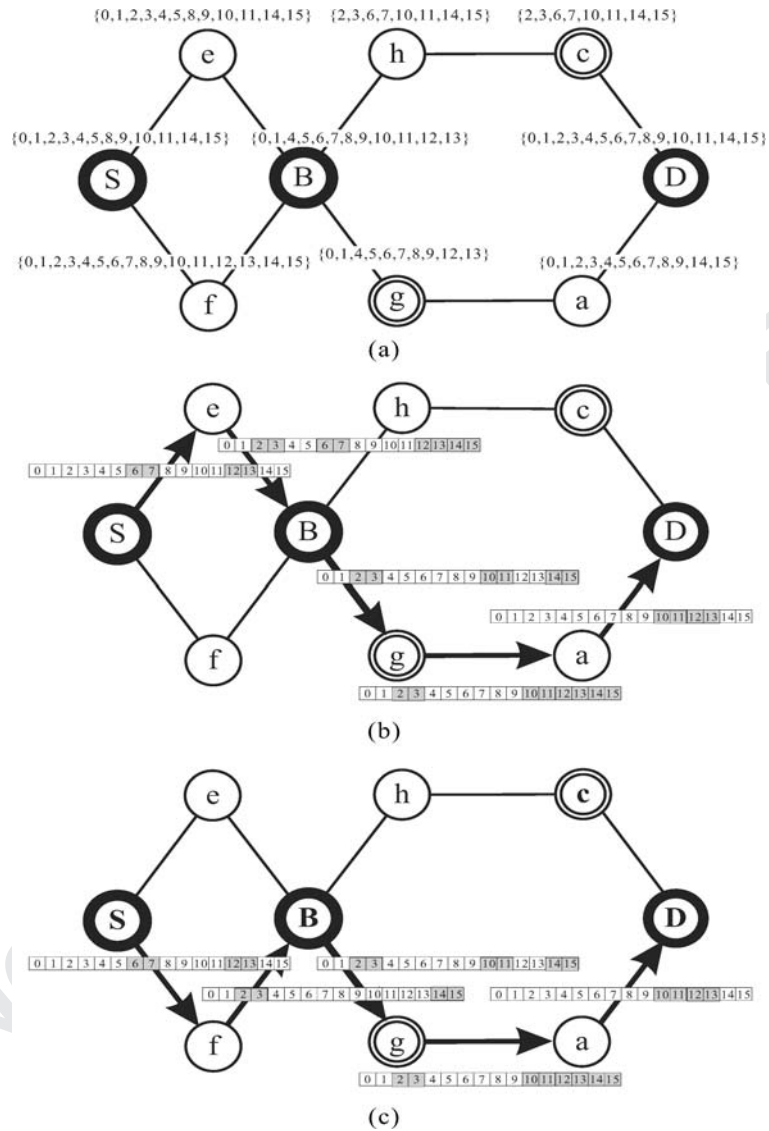 {0,1,2,3,4,5,8,9,10,11,14,15} {2,3,6,7,10,11,14,15} {2,3,6,7,10,11,14,15}
e h c
{0,1,2,3,4,5,8,9,10,11,14,15} {0,1,4,5,6,7,8,9,10,11,12,13} {0,1,2,3,4,5,6,7,8,9,10,11,14,15}
S B D
{0,1,2,3,4,5,6,7,8,9,10,11,12,13,14,15} {0,1,4,5,6,7,8,9,12,13} {0,1,2,3,4,5,6,7,8,9,14,15}
f g a
(a)
e h c
0 1 2 3 4 5 6 7 8 9 10 11 12 13 14 15
0 1 2 3 4 5 6 7 8 9 10 11 12 13 14 15
S B D
0 1 2 3 4 5 6 7 8 9 10 11 12 13 14 15
0 1 2 3 4 5 6 7 8 9 10 11 12 13 14 15
f g a
0 1 2 3 4 5 6 7 8 9 10 11 12 13 14 15
(b)
e h c
S B D
0 1 2 3 4 5 6 7 8 9 10 11 12 13 14 15 0 1 2 3 4 5 6 7 8 9 10 11 12 13 14 15
0 1 2 3 4 5 6 7 8 9 10 11 12 13 14 15 0 1 2 3 4 5 6 7 8 9 10 11 12 13 14 15
f g a
0 1 2 3 4 5 6 7 8 9 10 11 12 13 14 15
(c)